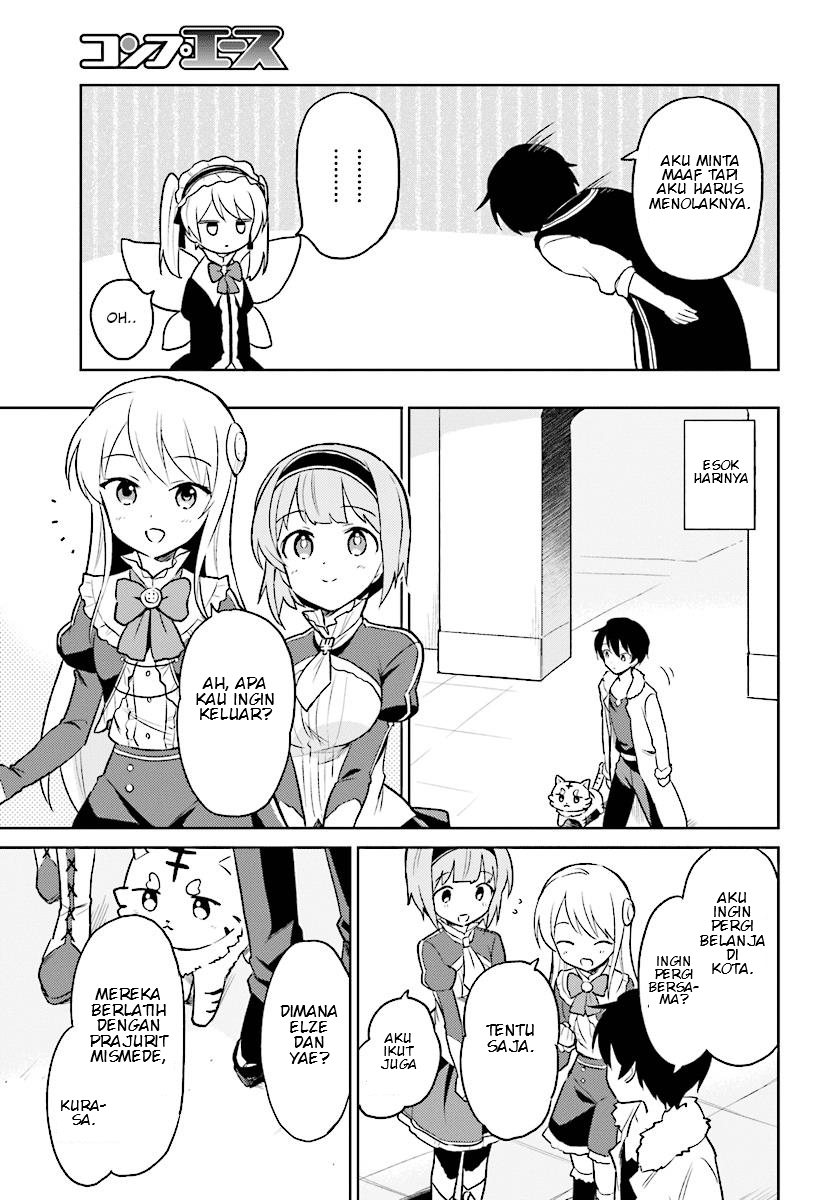 コンプ・エース
AKU MINTA
MAAF TAPI
AKU HARUS
MENOLAKNYA.
........
OH..
ESOK
HARINYA
AH, APA
KAU INGIN
KELUAR?
AKU
INGIN
PERGI
BELANJA
DI
KOTA.
INGIN
PERGI
BERSA-
MA?
TENTU
SAJA.
AKU
IKUT
JUGA
DIMANA
ELZE
DAN
YAE?
MEREKA
BERLATIH
DENGAN
PRAJURIT
MISMEDE,
KURA-
SA.